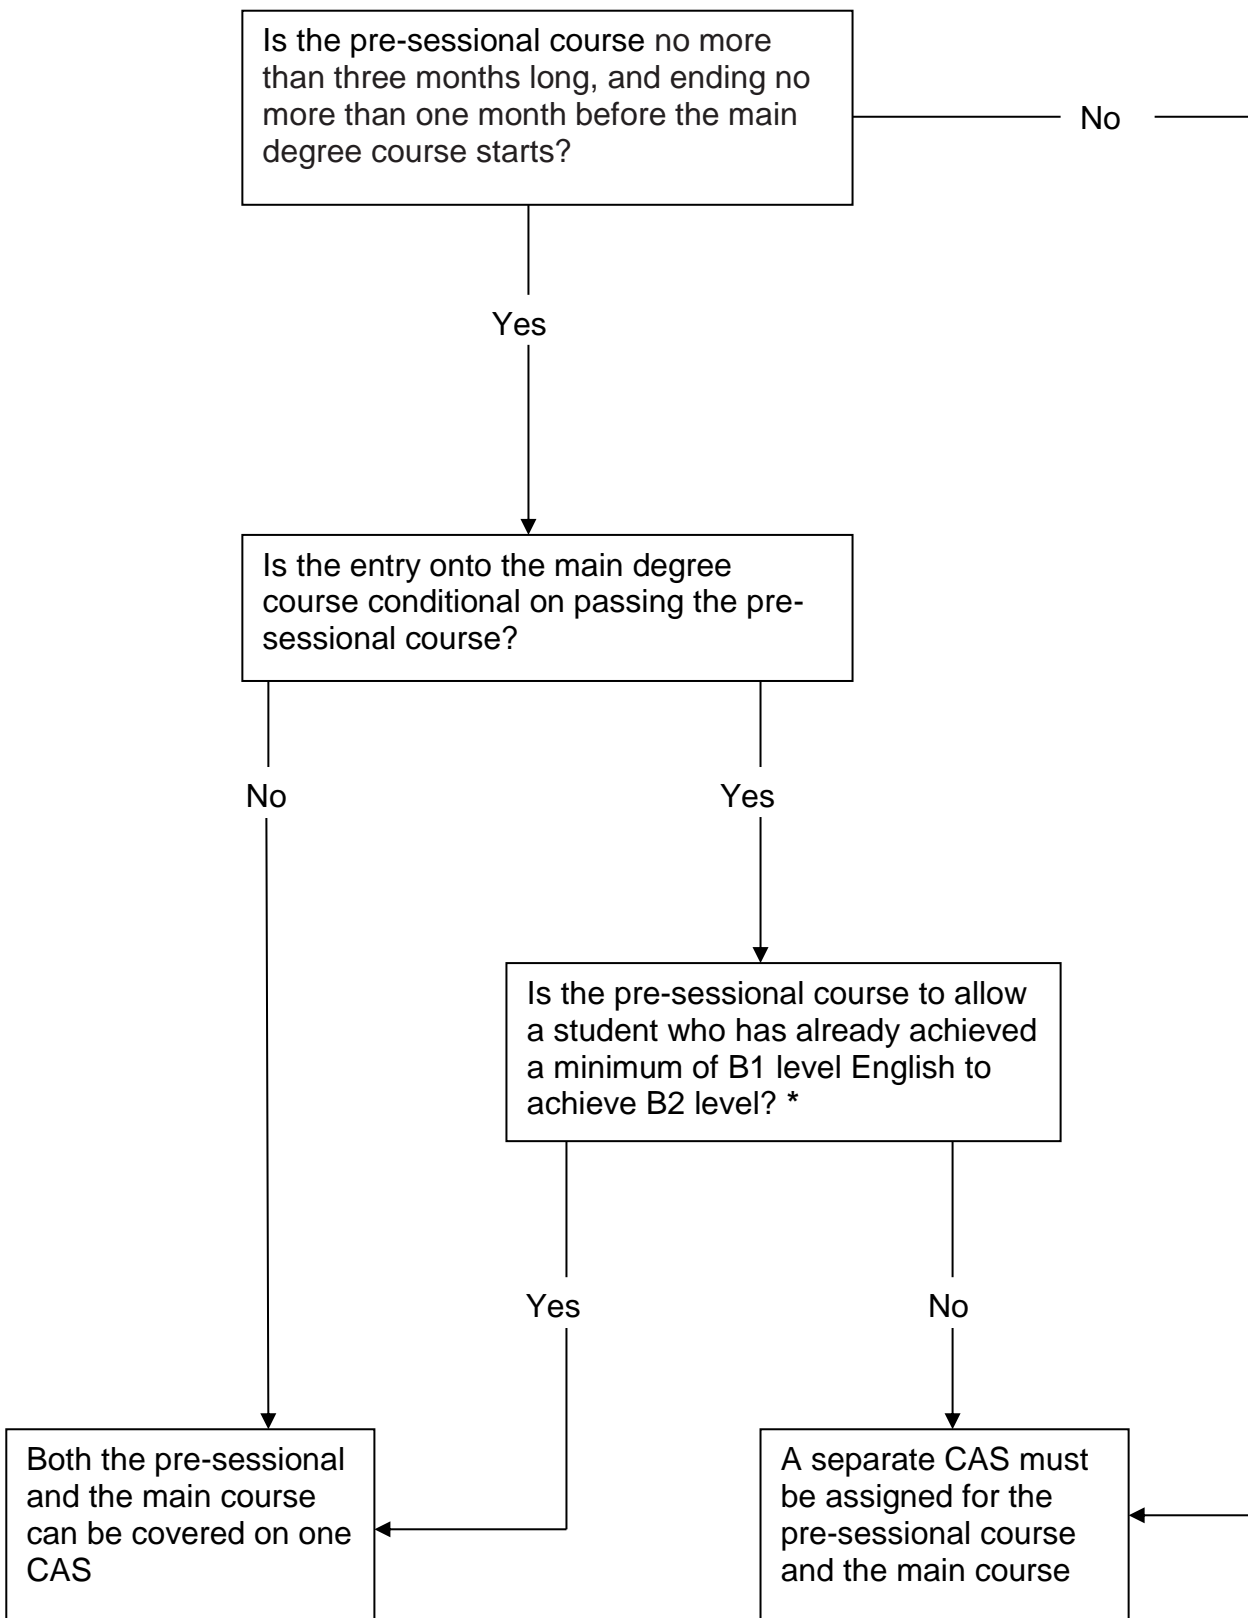 Is the pre-sessional course no more
than three months long, and ending no
more than one month before the main
degree course starts?
No
Yes
Is the entry onto the main degree
course conditional on passing the pre-
sessional course?
No
Yes
Is the pre-sessional course to allow
a student who has already achieved
a minimum of B1 level English to
achieve B2 level? *
Yes
No
Both the pre-sessional
and the main course
can be covered on one
CAS
A separate CAS must
be assigned for the
pre-sessional course
and the main course